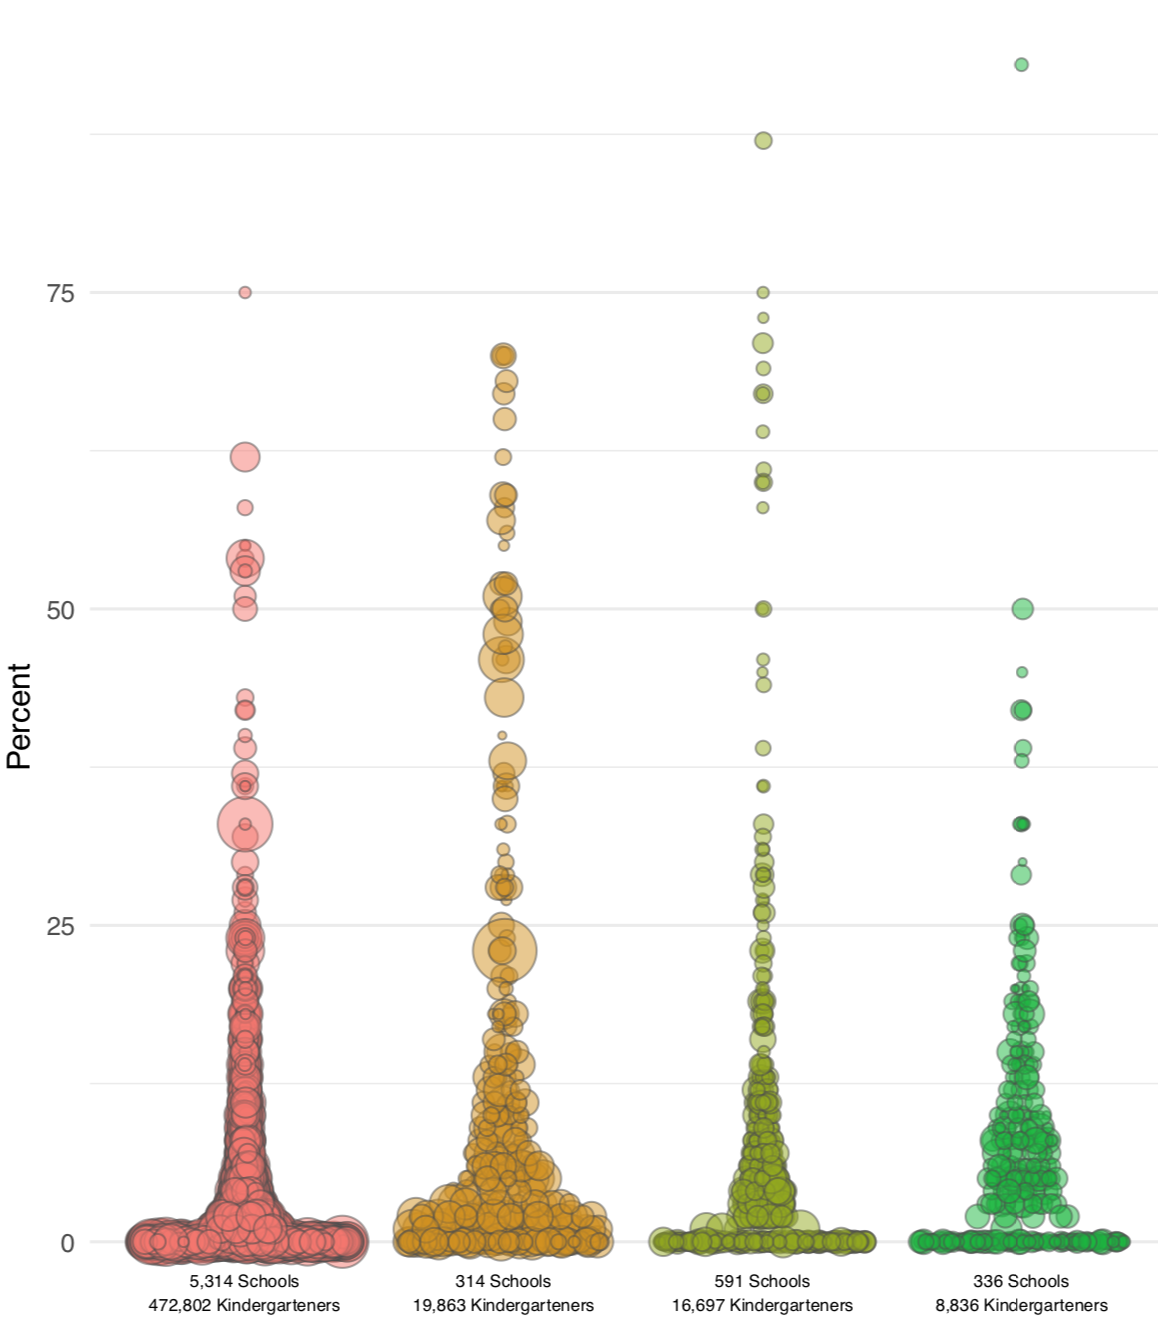 75
50
Percent
25
0
5,314 Schools
472,802 Kindergarteners
314 Schools
19,863 Kindergarteners
591 Schools
16,697 Kindergarteners
336 Schools
8,836 Kindergarteners